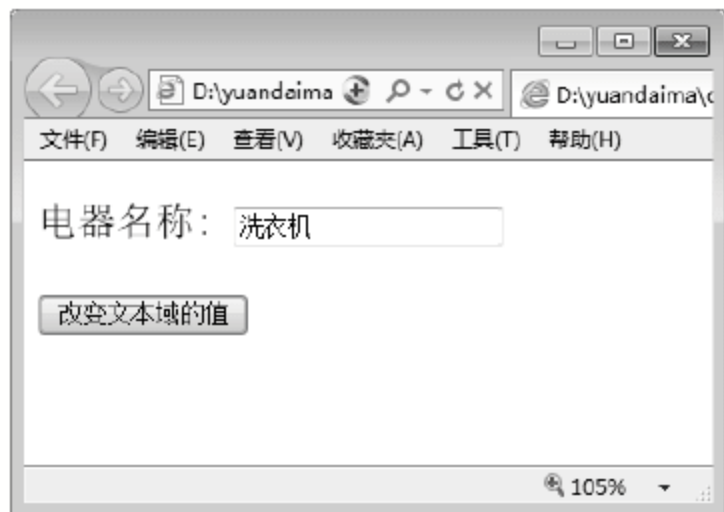 D:\yuandaima
D:\yuandaima\c
文件(F) 编辑(E) 查看(V) 收藏夹(A) 工具(T) 帮助(H)
电器名称: 洗衣机
改变文本域的值
105%